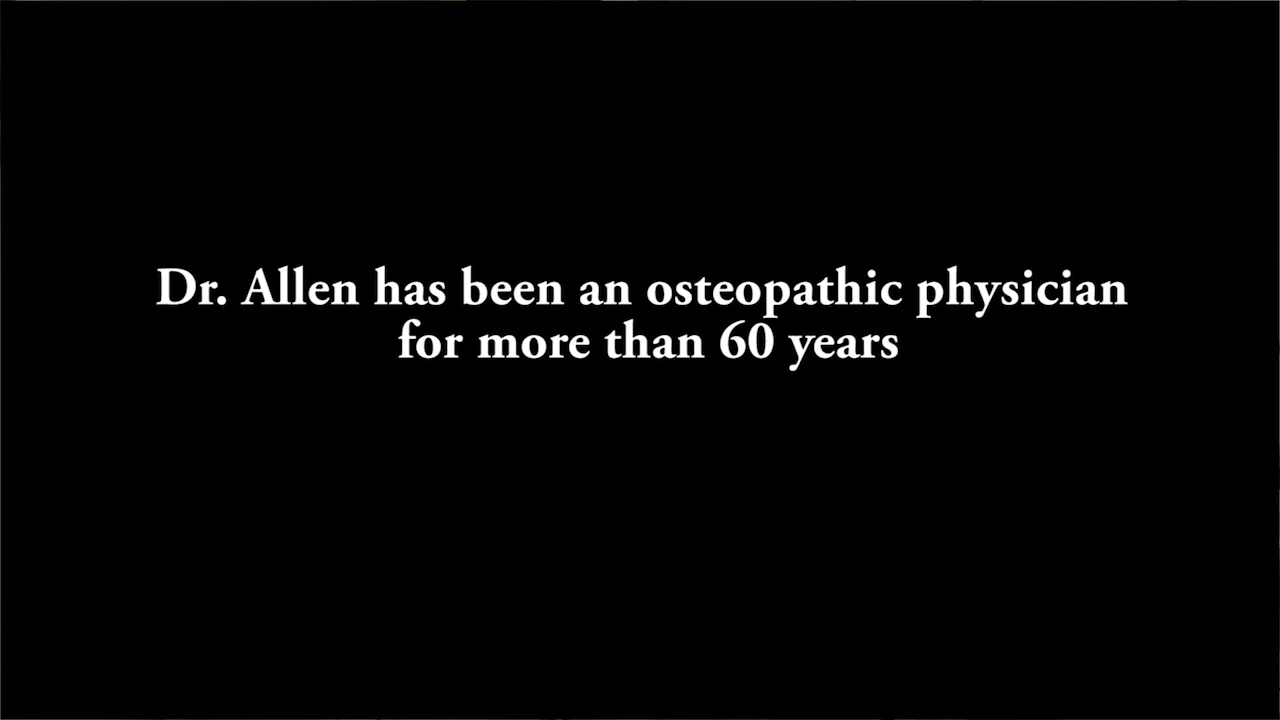 Dr. Allen has been an osteopathic physician
for more than 60 years